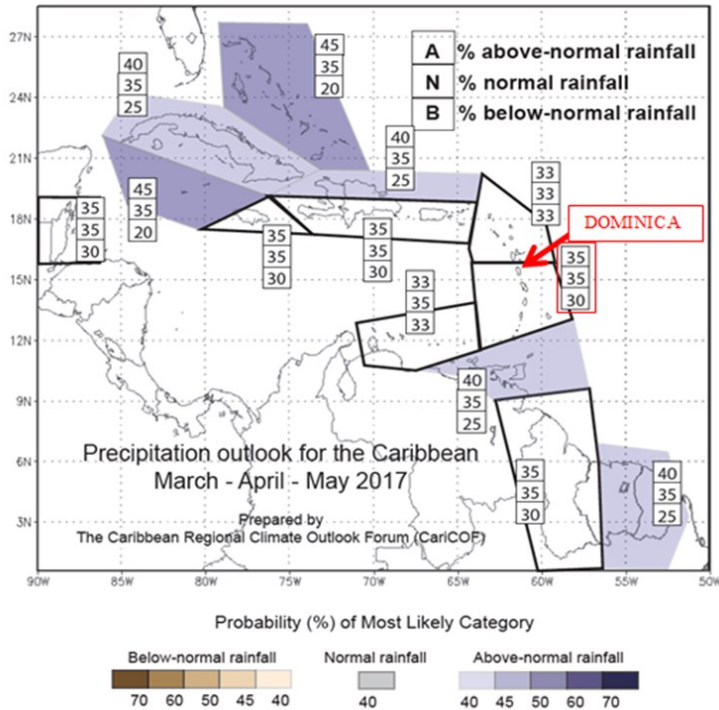 27N
24N
21N
18N
15N
12N
9N
6N
3N
90W
85W
80W
75W
70W
65W
60W
55W
50W
A % above-normal rainfall
N % normal rainfall
B % below-normal rainfall
45
35
20
40
35
25
40
35
25
33
33
33
DOMINICA
45
35
20
35
35
30
35
35
30
35
35
30
35
35
30
33
35
33
40
35
25
35
35
30
40
35
25
Precipitation outlook for the Caribbean
March - April - May 2017
Prepared by
The Caribbean Regional Climate Outlook Forum (CariCOF)
Probability (%) of Most Likely Category
Below-normal rainfall
70 60 50 45 40
Normal rainfall
40
Above-normal rainfall
40 45 50 60 70